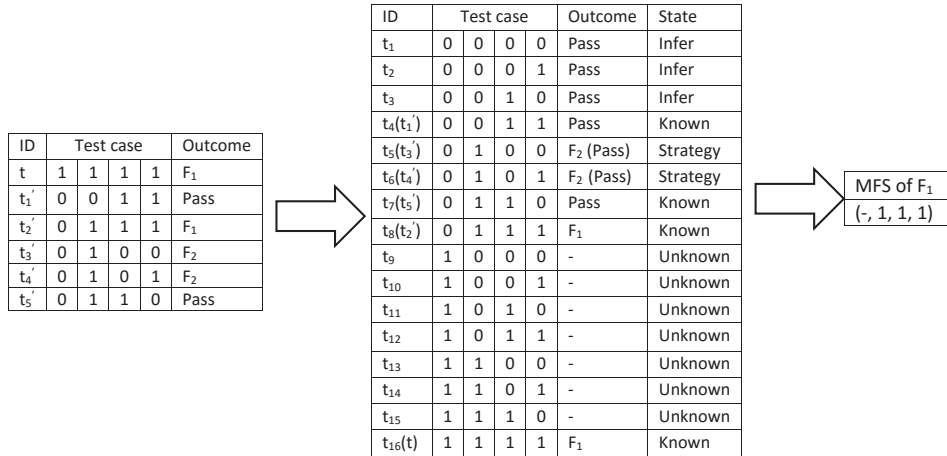 ID Test case Outcome
t 1 1 1 1 F₁
t₁′ 0 0 1 1 Pass
t₂′ 0 1 1 1 F₁
t₃′ 0 1 0 0 F₂
t₄′ 0 1 0 1 F₂
t₅′ 0 1 1 0 Pass
ID Test case Outcome State
t₁ 0 0 0 0 Pass Infer
t₂ 0 0 0 1 Pass Infer
t₃ 0 0 1 0 Pass Infer
t₄(t₁′) 0 0 1 1 Pass Known
t₅(t₃′) 0 1 0 0 F₂ (Pass) Strategy
t₆(t₄′) 0 1 0 1 F₂ (Pass) Strategy
t₇(t₅′) 0 1 1 0 Pass Known
t₈(t₂′) 0 1 1 1 F₁ Known
t₉ 1 0 0 0 - Unknown
t₁₀ 1 0 0 1 - Unknown
t₁₁ 1 0 1 0 - Unknown
t₁₂ 1 0 1 1 - Unknown
t₁₃ 1 1 0 0 - Unknown
t₁₄ 1 1 0 1 - Unknown
t₁₅ 1 1 1 0 - Unknown
t₁₆(t) 1 1 1 1 F₁ Known
MFS of F₁
(-, 1, 1, 1)